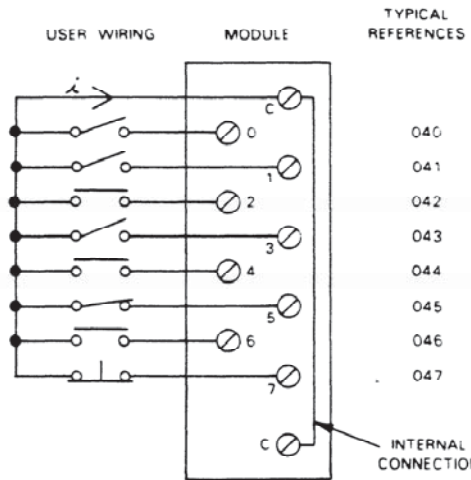 TYPICAL
USER WIRING MODULE REFERENCES
i
C
0 040
1 041
2 042
3 043
4 044
5 045
6 046
7 047
C
INTERNAL
CONNECTION